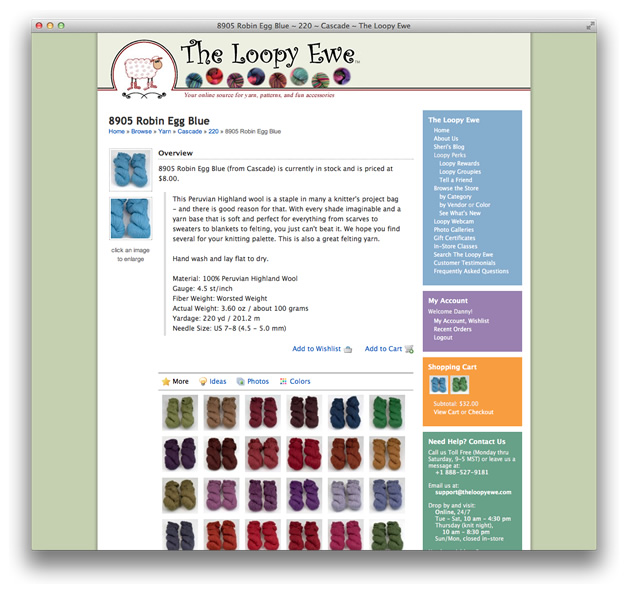 8905 Robin Egg Blue ~ 220 ~ Cascade ~ The Loopy Ewe
The Loopy Ewe™
Your online source for yarn, patterns, and fun accessories
8905 Robin Egg Blue
Home » Browse » Yarn » Cascade » 220 » 8905 Robin Egg Blue
click an image
to enlarge
Overview
8905 Robin Egg Blue (from Cascade) is currently in stock and is priced at
$8.00.
This Peruvian Highland wool is a staple in many a knitter's project bag
– and there is good reason for that. With every shade imaginable and a
yarn base that is soft and perfect for everything from scarves to
sweaters to blankets to felting, you just can't beat it. We hope you find
several for your knitting palette. This is also a great felting yarn.
Hand wash and lay flat to dry.
Material: 100% Peruvian Highland Wool
Gauge: 4.5 st/inch
Fiber Weight: Worsted Weight
Actual Weight: 3.60 oz / about 100 grams
Yardage: 220 yd / 201.2 m
Needle Size: US 7-8 (4.5 - 5.0 mm)
Add to Wishlist Add to Cart
More Ideas Photos Colors
The Loopy Ewe
Home
About Us
Sheri's Blog
Loopy Perks
Loopy Rewards
Loopy Groupies
Tell a Friend
Browse the Store
by Category
by Vendor or Color
See What's New
Loopy Webcam
Photo Galleries
Gift Certificates
In-Store Classes
Search The Loopy Ewe
Customer Testimonials
Frequently Asked Questions
My Account
Welcome Danny!
My Account, Wishlist
Recent Orders
Logout
Shopping Cart
Subtotal: $32.00
View Cart or Checkout
Need Help? Contact Us
Call us Toll Free (Monday thru
Saturday, 9-5 MST) or leave us a
message at:
+1 888-527-9181
Email us at:
support@theloopyewe.com
Drop by and visit:
Online, 24/7
Tue - Sat, 10 am - 4:30 pm
Thursday (knit night),
10 am - 8:30 pm
Sun/Mon, closed in-store